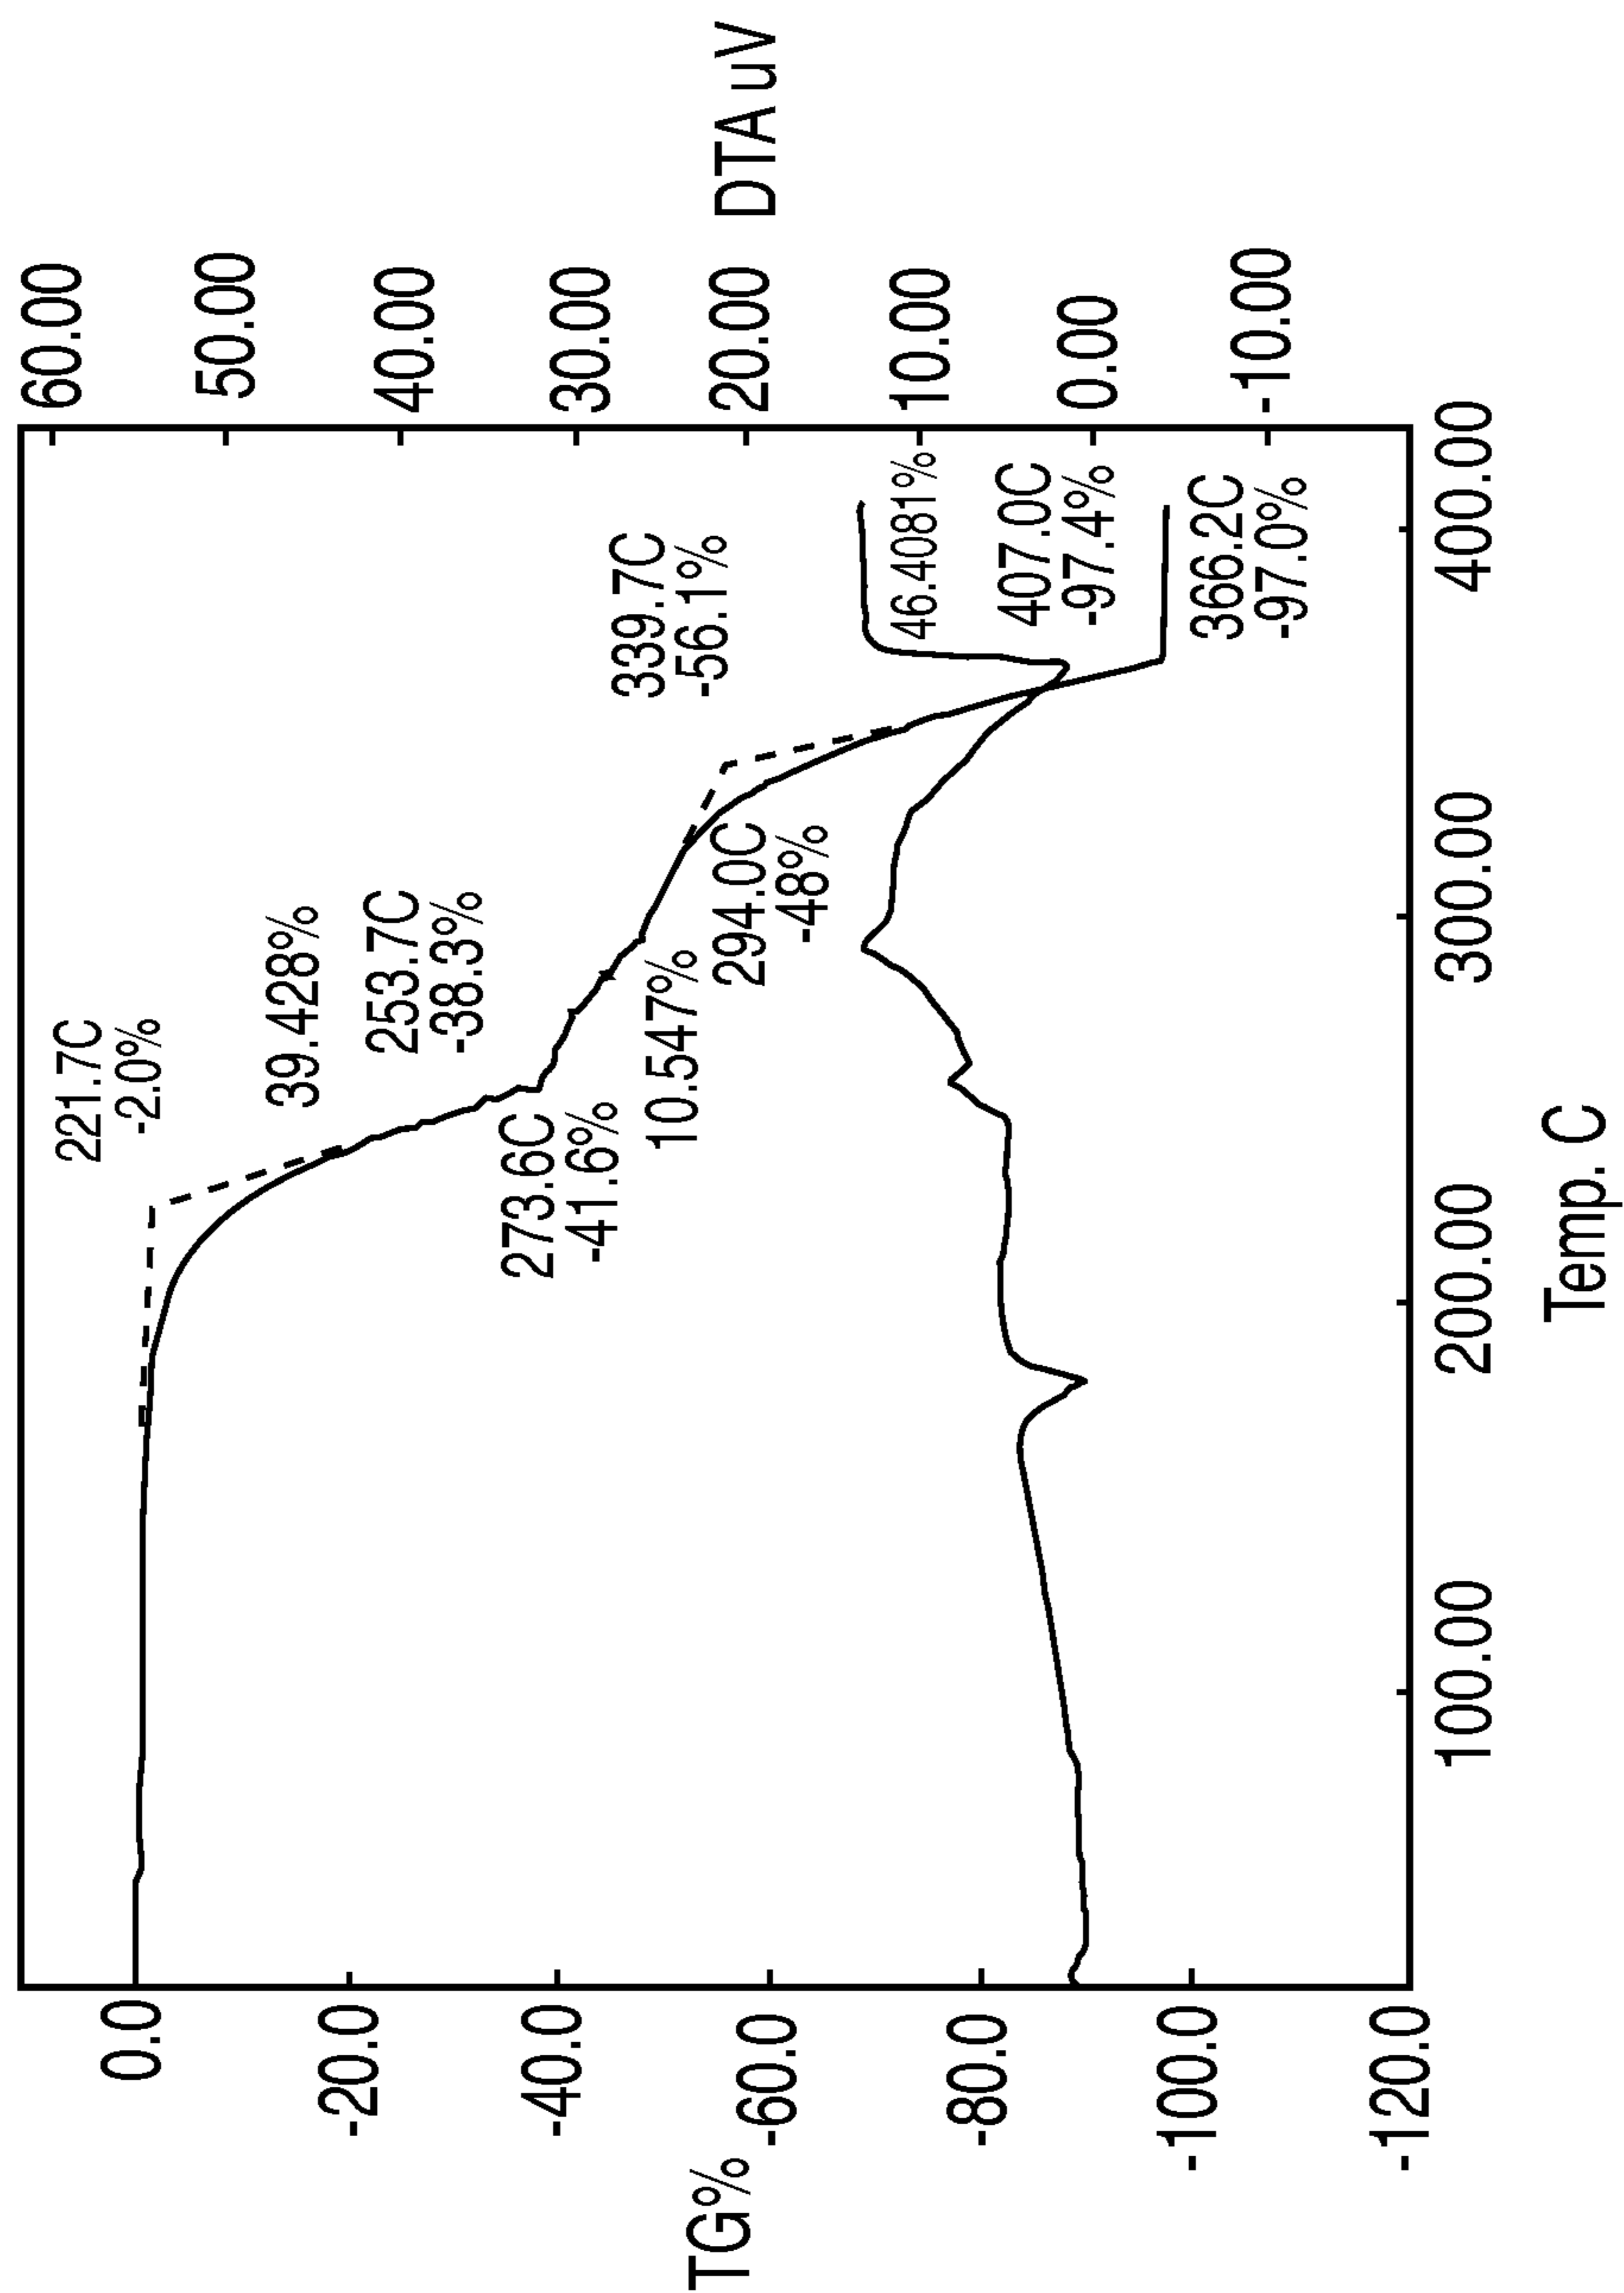 TG%
0.0
-20.0
-40.0
-60.0
-80.0
-100.0
-120.0
221.7C
-2.0%
39.428%
253.7C
-38.3%
273.6C
-41.6%
10.547%
294.0C
-48%
339.7C
-56.1%
46.4081%
407.0C
-97.4%
366.2C
-97.0%
60.00
50.00
40.00
30.00
20.00
10.00
0.00
-10.00
DTA uV
100.00
200.00
300.00
400.00
Temp. C